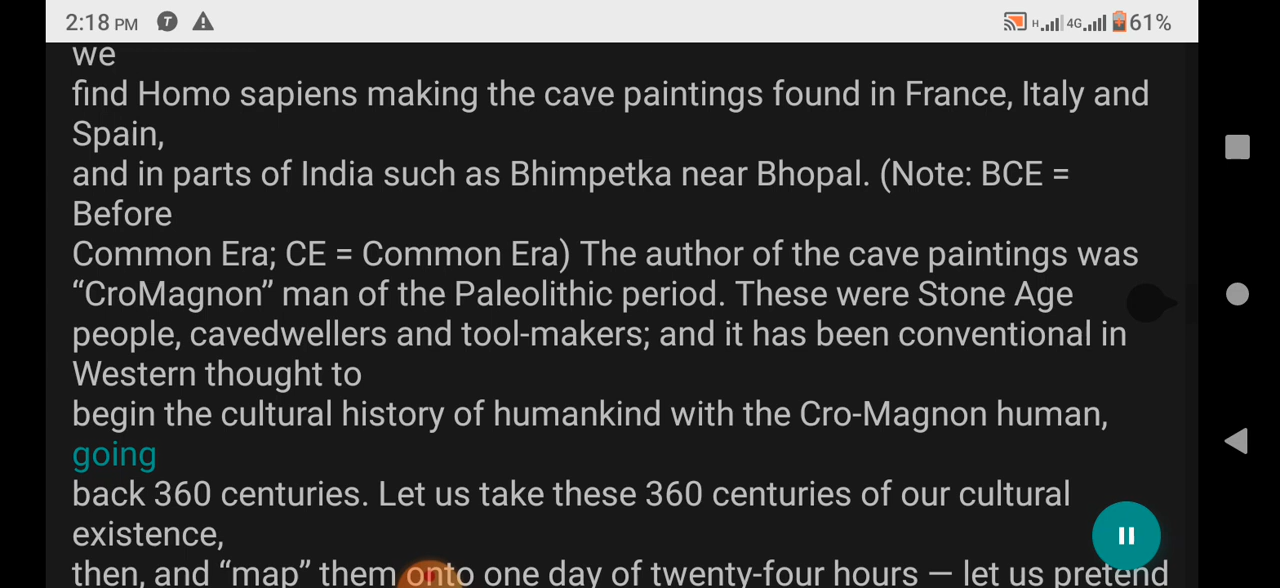 2:18 PM
H 4G 61%
we
find Homo sapiens making the cave paintings found in France, Italy and
Spain,
and in parts of India such as Bhimpetka near Bhopal. (Note: BCE =
Before
Common Era; CE = Common Era) The author of the cave paintings was
“CroMagnon” man of the Paleolithic period. These were Stone Age
people, cavedwellers and tool-makers; and it has been conventional in
Western thought to
begin the cultural history of humankind with the Cro-Magnon human,
going
back 360 centuries. Let us take these 360 centuries of our cultural
existence,
then, and “map” them onto one day of twenty-four hours — let us pretend